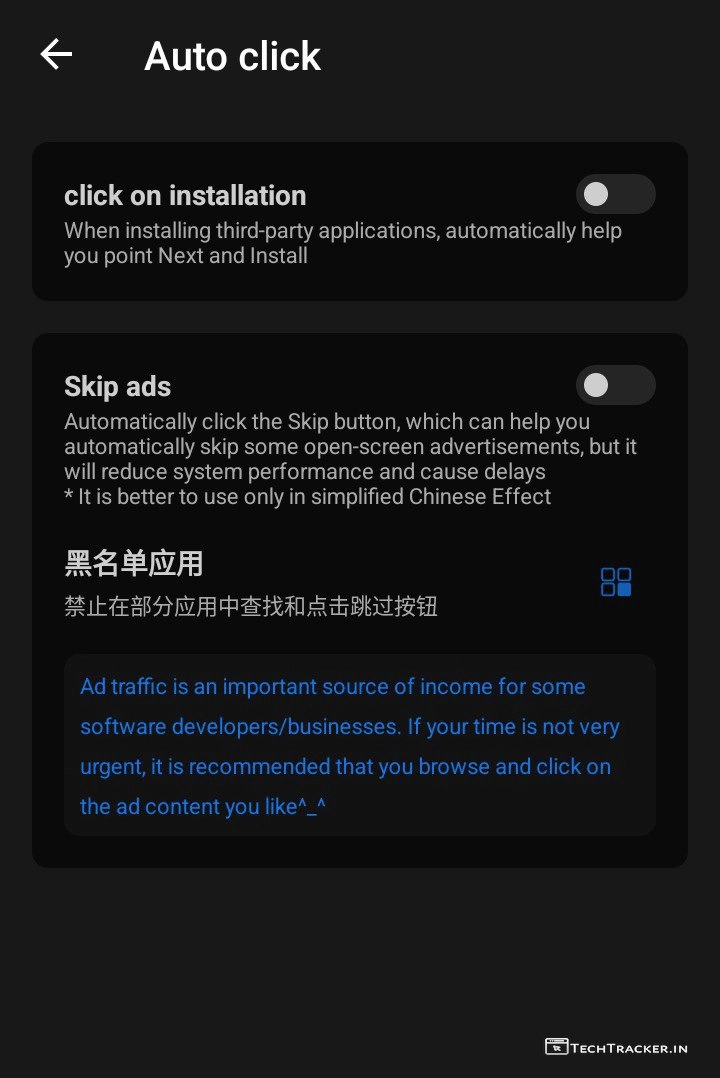 Auto click
click on installation
When installing third-party applications, automatically help
you point Next and Install
Skip ads
Automatically click the Skip button, which can help you
automatically skip some open-screen advertisements, but it
will reduce system performance and cause delays
* It is better to use only in simplified Chinese Effect
黑名单应用
禁止在部分应用中查找和点击跳过按钮
Ad traffic is an important source of income for some
software developers/businesses. If your time is not very
urgent, it is recommended that you browse and click on
the ad content you like^_^
TECHTRACKER.IN